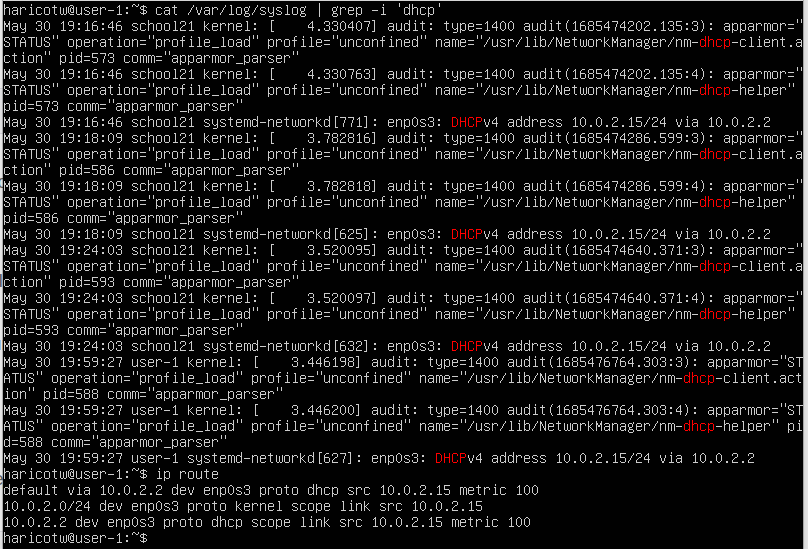 haricotw@user-1:~$ cat /var/log/syslog | grep -i 'dhcp'
May 30 19:16:46 school21 kernel: [    4.330407] audit: type=1400 audit(1685474202.135:3): apparmor="
STATUS" operation="profile_load" profile="unconfined" name="/usr/lib/NetworkManager/nm-dhcp-client.a
ction" pid=573 comm="apparmor_parser"
May 30 19:16:46 school21 kernel: [    4.330763] audit: type=1400 audit(1685474202.135:4): apparmor="
STATUS" operation="profile_load" profile="unconfined" name="/usr/lib/NetworkManager/nm-dhcp-helper"
pid=573 comm="apparmor_parser"
May 30 19:16:46 school21 systemd-networkd[771]: enp0s3: DHCPv4 address 10.0.2.15/24 via 10.0.2.2
May 30 19:18:09 school21 kernel: [    3.782816] audit: type=1400 audit(1685474286.599:3): apparmor="
STATUS" operation="profile_load" profile="unconfined" name="/usr/lib/NetworkManager/nm-dhcp-client.a
ction" pid=586 comm="apparmor_parser"
May 30 19:18:09 school21 kernel: [    3.782818] audit: type=1400 audit(1685474286.599:4): apparmor="
STATUS" operation="profile_load" profile="unconfined" name="/usr/lib/NetworkManager/nm-dhcp-helper"
pid=586 comm="apparmor_parser"
May 30 19:18:09 school21 systemd-networkd[625]: enp0s3: DHCPv4 address 10.0.2.15/24 via 10.0.2.2
May 30 19:24:03 school21 kernel: [    3.520095] audit: type=1400 audit(1685474640.371:3): apparmor="
STATUS" operation="profile_load" profile="unconfined" name="/usr/lib/NetworkManager/nm-dhcp-client.a
ction" pid=593 comm="apparmor_parser"
May 30 19:24:03 school21 kernel: [    3.520097] audit: type=1400 audit(1685474640.371:4): apparmor="
STATUS" operation="profile_load" profile="unconfined" name="/usr/lib/NetworkManager/nm-dhcp-helper"
pid=593 comm="apparmor_parser"
May 30 19:24:03 school21 systemd-networkd[632]: enp0s3: DHCPv4 address 10.0.2.15/24 via 10.0.2.2
May 30 19:59:27 user-1 kernel: [    3.446198] audit: type=1400 audit(1685476764.303:3): apparmor="ST
ATUS" operation="profile_load" profile="unconfined" name="/usr/lib/NetworkManager/nm-dhcp-client.act
ion" pid=588 comm="apparmor_parser"
May 30 19:59:27 user-1 kernel: [    3.446200] audit: type=1400 audit(1685476764.303:4): apparmor="ST
ATUS" operation="profile_load" profile="unconfined" name="/usr/lib/NetworkManager/nm-dhcp-helper" pi
d=588 comm="apparmor_parser"
May 30 19:59:27 user-1 systemd-networkd[627]: enp0s3: DHCPv4 address 10.0.2.15/24 via 10.0.2.2
haricotw@user-1:~$ ip route
default via 10.0.2.2 dev enp0s3 proto dhcp src 10.0.2.15 metric 100
10.0.2.0/24 dev enp0s3 proto kernel scope link src 10.0.2.15
10.0.2.2 dev enp0s3 proto dhcp scope link src 10.0.2.15 metric 100
haricotw@user-1:~$